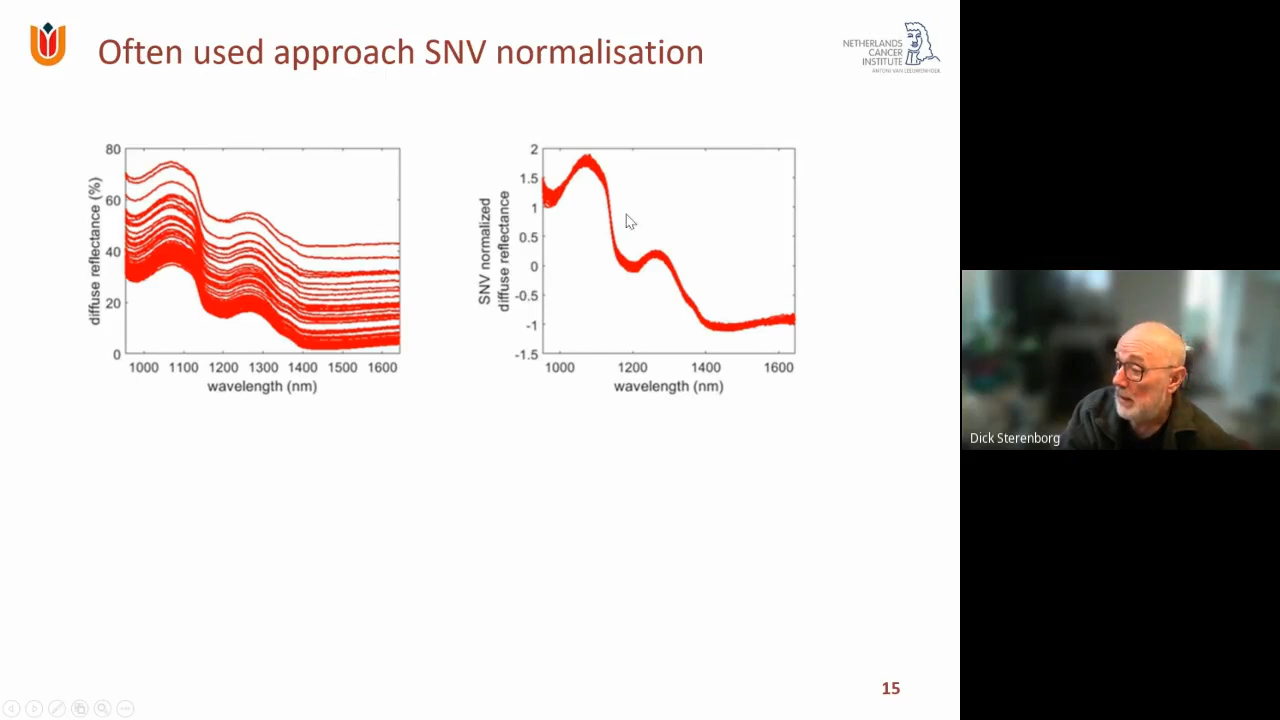 Often used approach SNV normalisation
NETHERLANDS
CANCER
INSTITUTE
ANTONI VAN LEEUWENHOEK
80
60
40
20
0
diffuse reflectance (%)
1000 1100 1200 1300 1400 1500 1600
wavelength (nm)
2
1.5
1
0.5
0
-0.5
-1
-1.5
SNV normalized
diffuse reflectance
1000 1200 1400 1600
wavelength (nm)
Dick Sterenborg
15